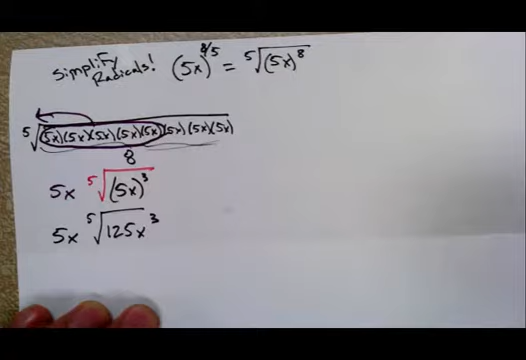 Simplify Radicals! (5x)^8/5 = ⁵√(5x)^8
⁵√(5x)(5x)(5x)(5x)(5x)(5x)(5x)(5x)
8
5x ⁵√(5x)^3
5x ⁵√125x^3